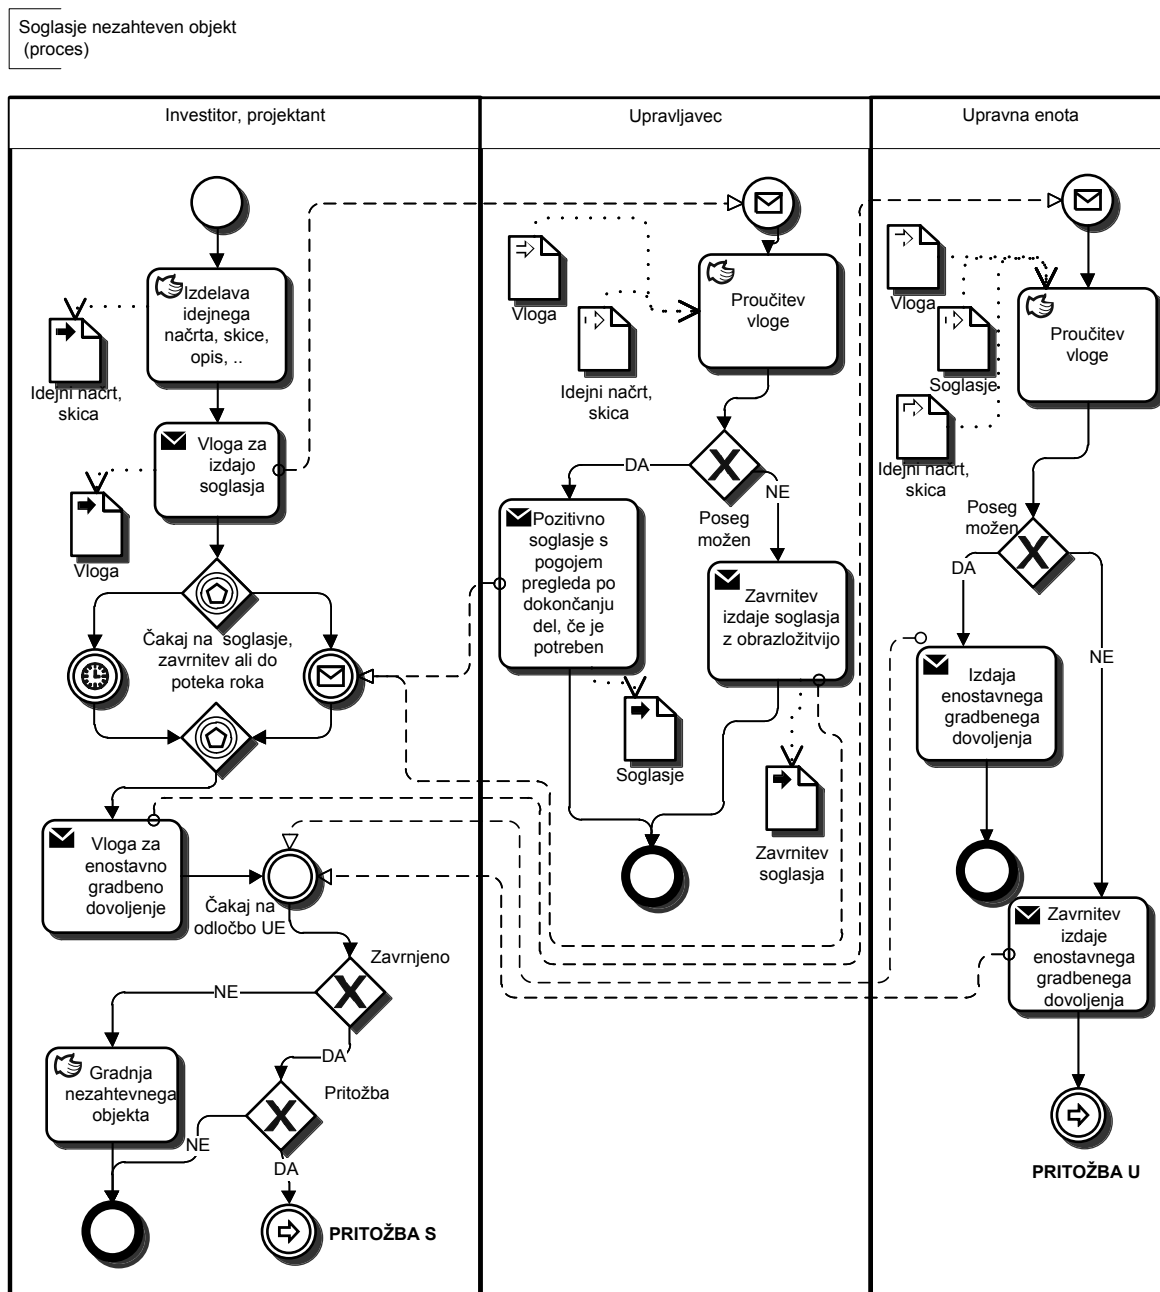 Soglasje nezahteven objekt
(proces)
Investitor, projektant
Upravljavec
Upravna enota
Izdelava
idejnega
načrta, skice,
opis, ..
Idejni načrt,
skica
Vloga za
izdajo
soglasja
Vloga
Čakaj na soglasje,
zavrnitev ali do
poteka roka
Vloga za
enostavno
gradbeno
dovoljenje
Čakaj na
odločbo UE
Zavrnjeno
NE
DA
Gradnja
nezahtevnega
objekta
Pritožba
NE
DA
PRITOŽBA S
Vloga
Idejni načrt,
skica
Proučitev
vloge
DA
NE
Poseg
možen
Pozitivno
soglasje s
pogojem
pregleda po
dokončanju
del, če je
potreben
Zavrnitev
izdaje soglasja
z obrazložitvijo
Soglasje
Zavrnitev
soglasja
Vloga
Soglasje
Idejni načrt,
skica
Proučitev
vloge
Poseg
možen
DA
NE
Izdaja
enostavnega
gradbenega
dovoljenja
Zavrnitev
izdaje
enostavnega
gradbenega
dovoljenja
PRITOŽBA U